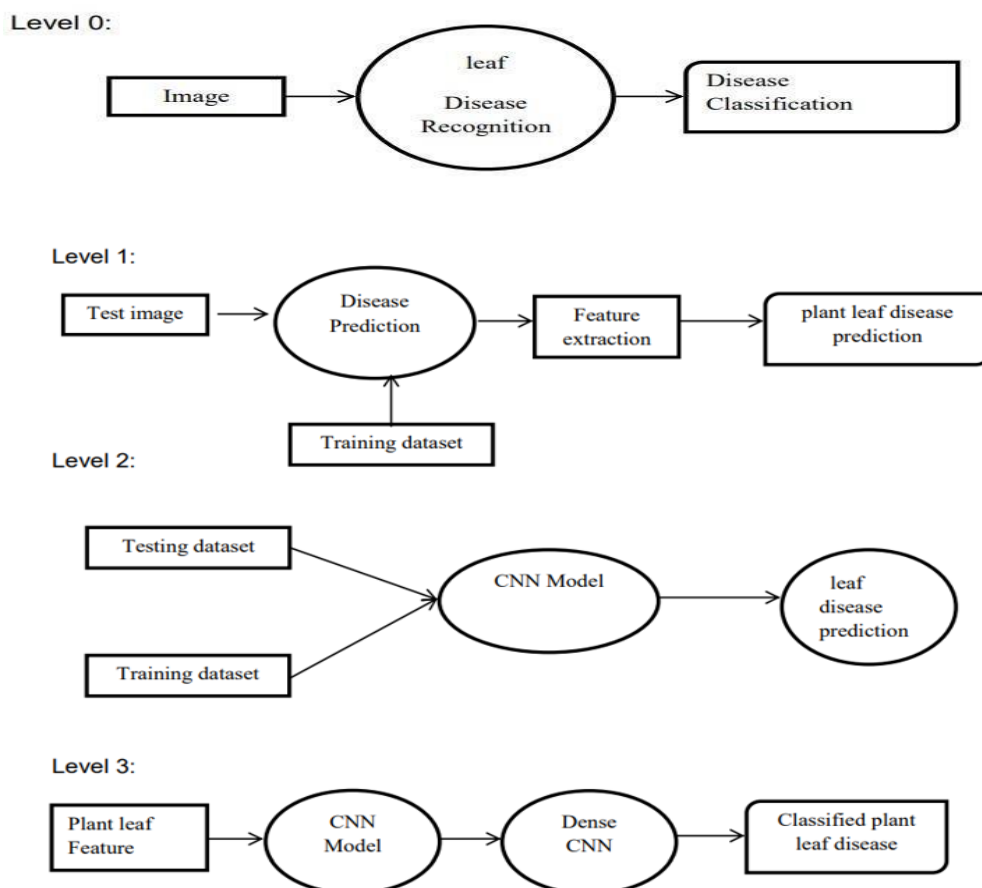 Level 0:
Image
leaf
Disease
Recognition
Disease
Classification
Level 1:
Test image
Disease
Prediction
Feature
extraction
plant leaf disease
prediction
Training dataset
Level 2:
Testing dataset
CNN Model
leaf
disease
prediction
Training dataset
Level 3:
Plant leaf
Feature
CNN
Model
Dense
CNN
Classified plant
leaf disease